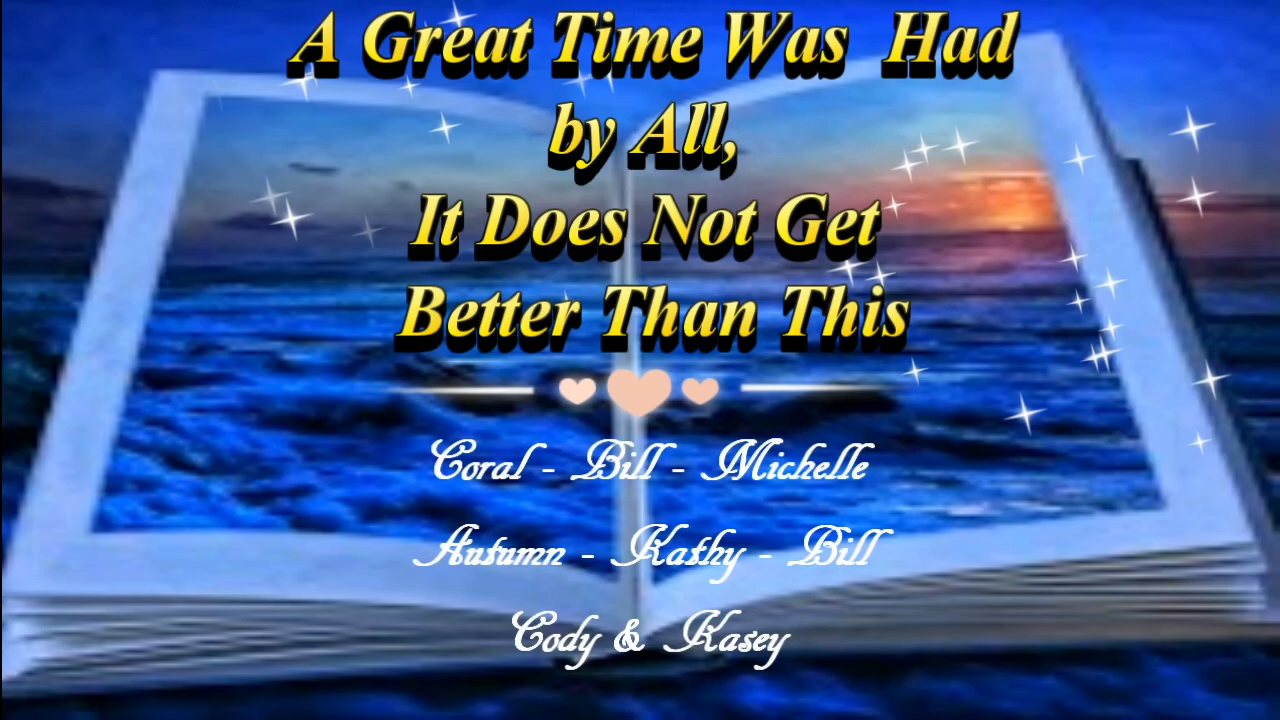 A Great Time Was Had
by All,
It Does Not Get
Better Than This
Coral - Bill - Michelle
Autumn - Kathy - Bill
Cody & Kasey